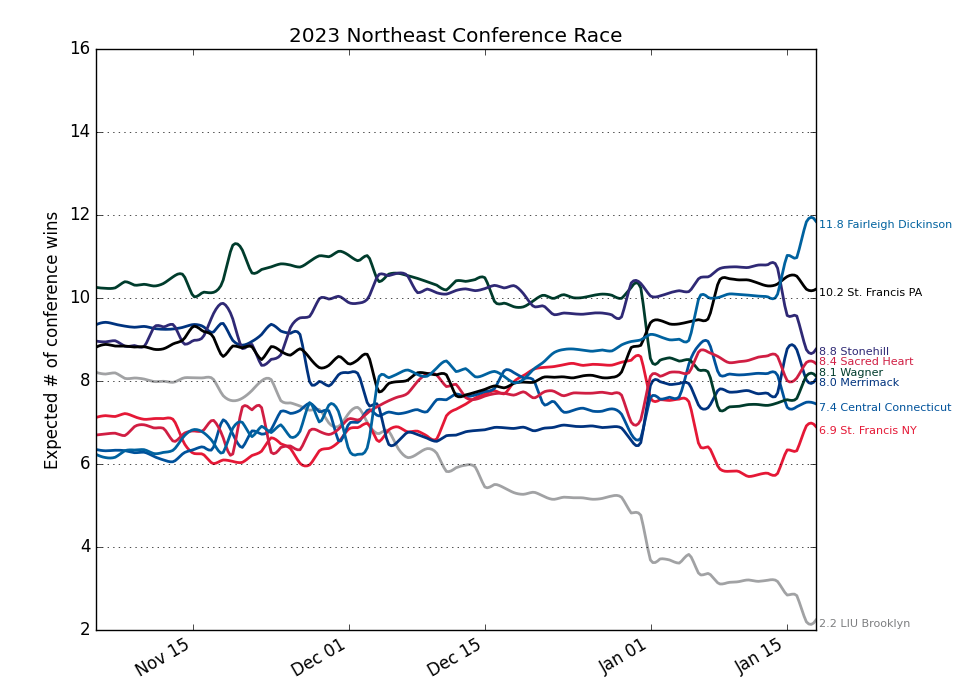 2023 Northeast Conference Race
Expected # of conference wins
16
14
12
10
8
6
4
2
Nov 15
Dec 01
Dec 15
Jan 01
Jan 15
11.8 Fairleigh Dickinson
10.2 St. Francis PA
8.8 Stonehill
8.4 Sacred Heart
8.1 Wagner
8.0 Merrimack
7.4 Central Connecticut
6.9 St. Francis NY
2.2 LIU Brooklyn